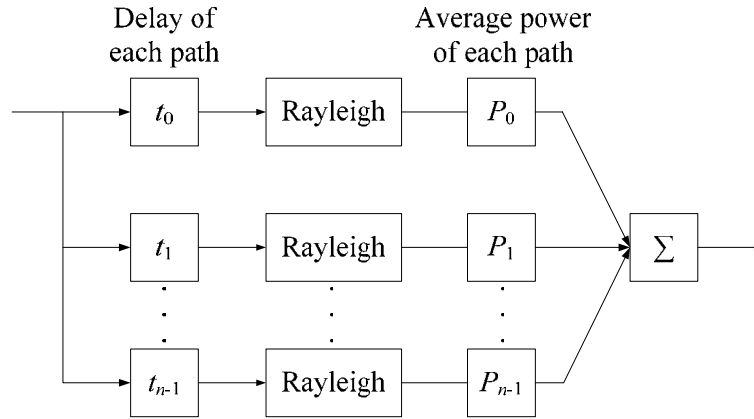 Delay of
each path
Average power
of each path
t₀ Rayleigh P₀
t₁ Rayleigh P₁ Σ
tₙ₋₁ Rayleigh Pₙ₋₁